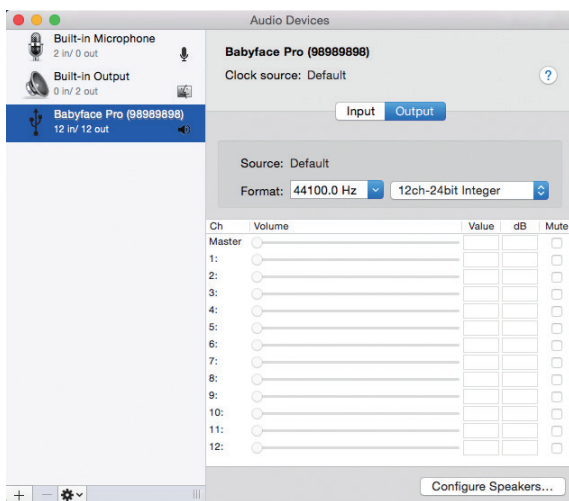 Audio Devices
Built-in Microphone
2 in/ 0 out
Built-in Output
0 in/ 2 out
Babyface Pro (98989898)
12 in/ 12 out
Babyface Pro (98989898)
Clock source: Default
?
Input Output
Source: Default
Format: 44100.0 Hz 12ch-24bit Integer
Ch Volume Value dB Mute
Master
1:
2:
3:
4:
5:
6:
7:
8:
9:
10:
11:
12:
+ −
Configure Speakers...